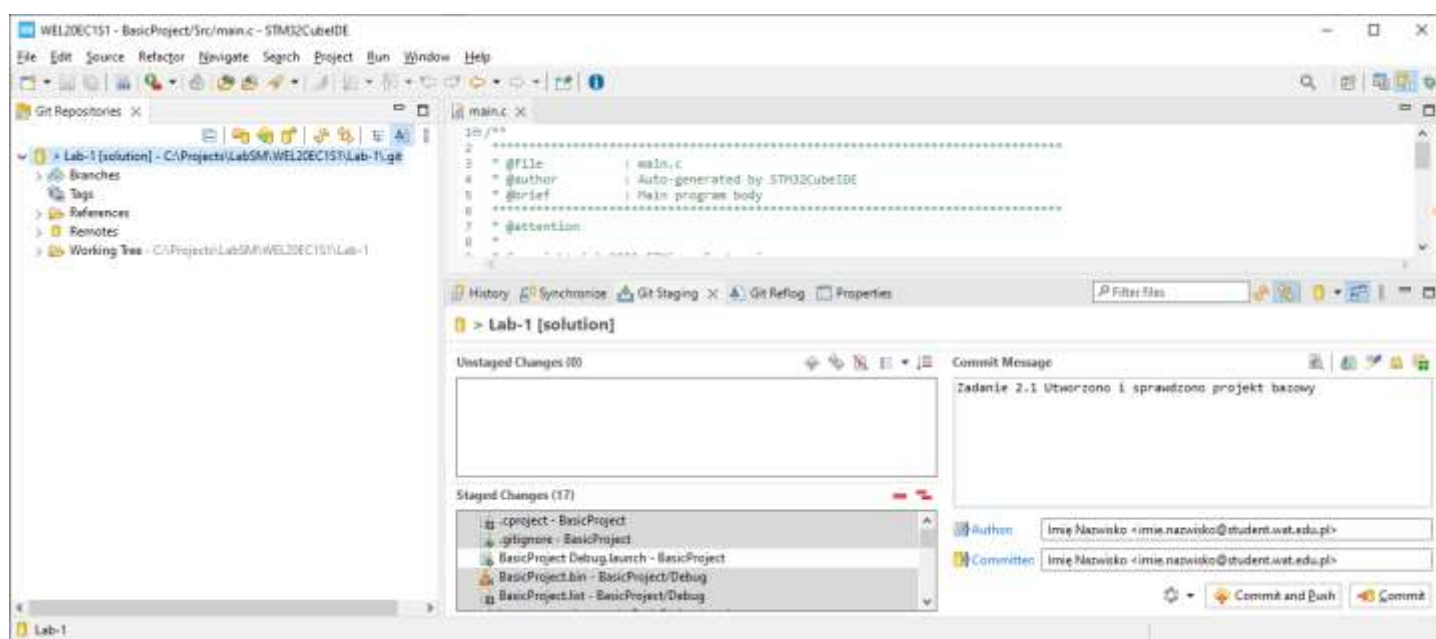 WEL20EC1S1 - BasicProject/Src/main.c - STM32CubeIDE
File Edit Source Refactor Navigate Search Project Run Window Help
Git Repositories
> Lab-1 [solution] - C:\Projects\LabSM\WEL20EC1S1\Lab-1\.git
Branches
Tags
References
Remotes
Working Tree - C:\Projects\LabSM\WEL20EC1S1\Lab-1
main.c
1 /**
2 ******************************************************************************
3 * @file : main.c
4 * @author : Auto-generated by STM32CubeIDE
5 * @brief : Main program body
6 ******************************************************************************
7 * @attention
8 *
History Synchronize Git Staging Git Reflog Properties
Filter files
> Lab-1 [solution]
Unstaged Changes (0)
Staged Changes (17)
.cproject - BasicProject
.gitignore - BasicProject
BasicProject Debug.launch - BasicProject
BasicProject.bin - BasicProject/Debug
BasicProject.list - BasicProject/Debug
Commit Message
Zadanie 2.1 Utworzono i sprawdzono projekt bazowy
Author: Imię Nazwisko <imie.nazwisko@student.wat.edu.pl>
Committer: Imię Nazwisko <imie.nazwisko@student.wat.edu.pl>
Commit and Push Commit
Lab-1